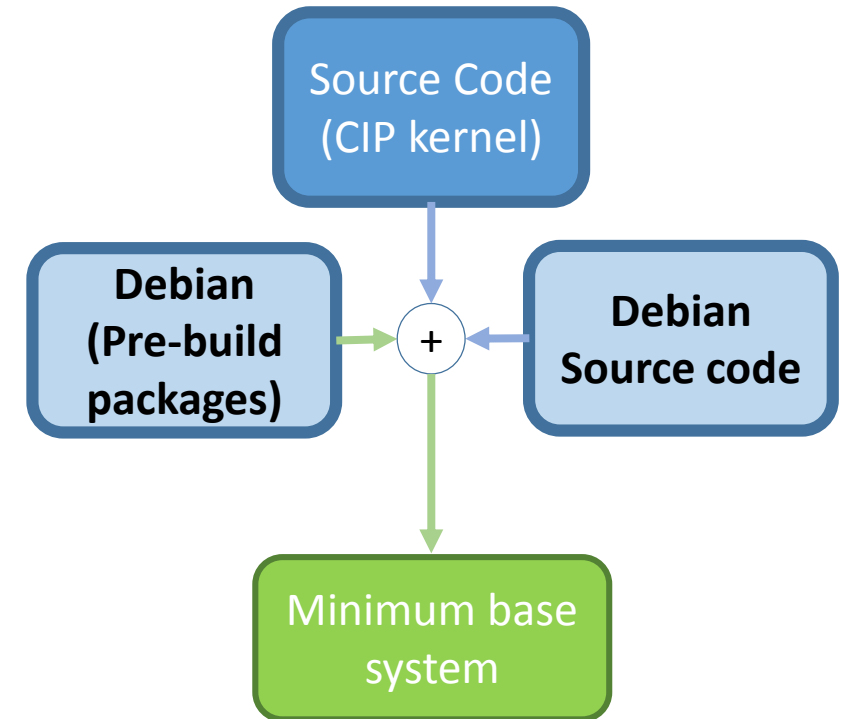 Source Code
(CIP kernel)
Debian
(Pre-build
packages)
+
Debian
Source code
Minimum base
system